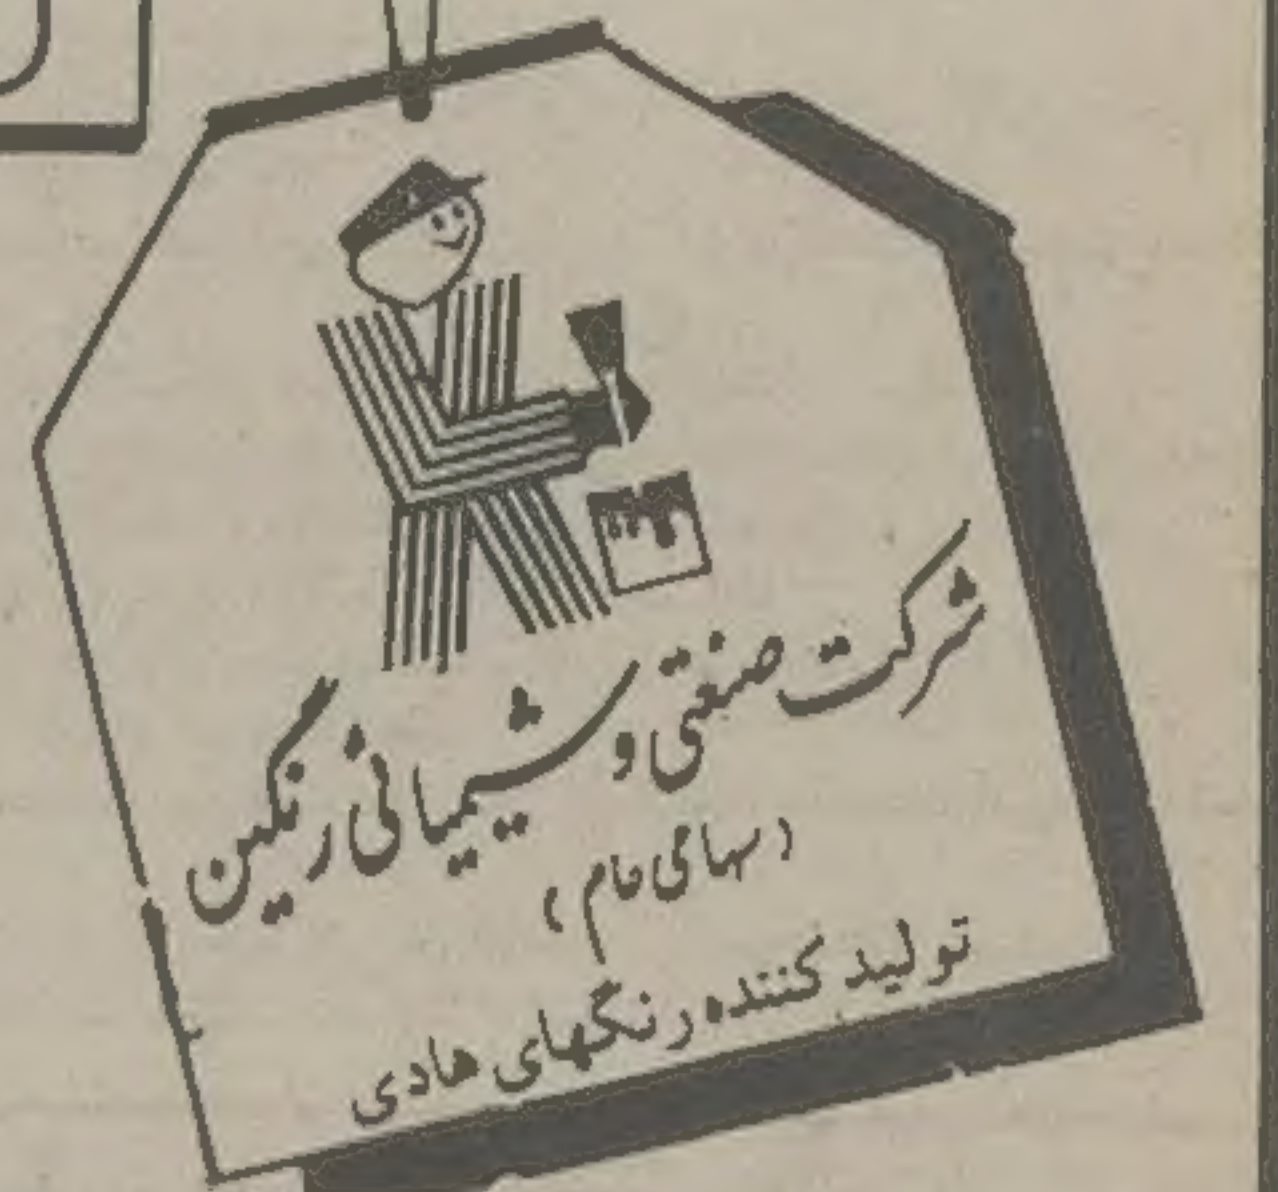 شرکت صنعتی و شیمیائی رنگین
(سهامی عام)
تولید کننده رنگهای هادی